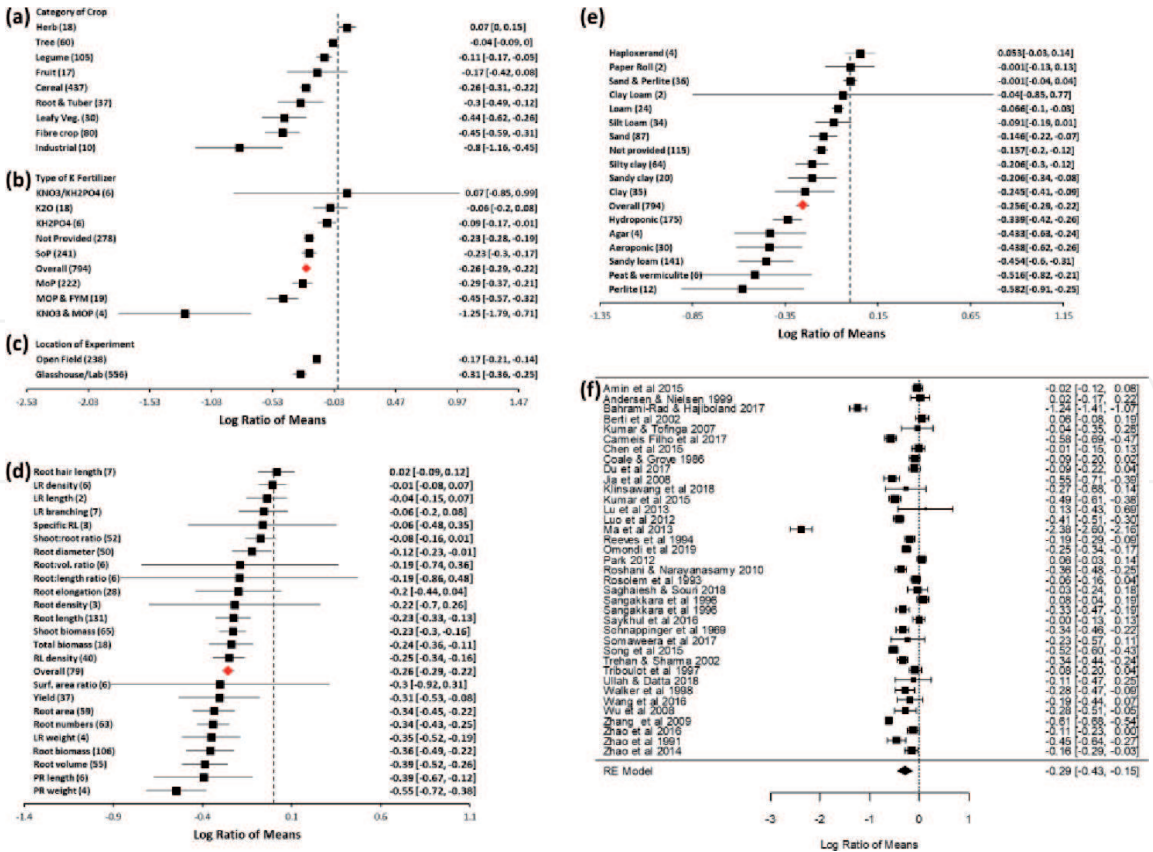 (a)
Category of Crop
Herb (18) 0.07 [0, 0.15]
Tree (60) -0.04 [-0.09, 0]
Legume (105) -0.11 [-0.17, -0.05]
Fruit (17) -0.17 [-0.42, 0.08]
Cereal (437) -0.26 [-0.31, -0.22]
Root & Tuber (37) -0.3 [-0.49, -0.12]
Leafy Veg. (30) -0.44 [-0.62, -0.26]
Fibre crop (80) -0.45 [-0.59, -0.31]
Industrial (10) -0.8 [-1.16, -0.45]
(b)
Type of K Fertilizer
KNO3/KH2PO4 (6) 0.07 [-0.85, 0.99]
K2O (18) -0.06 [-0.2, 0.08]
KH2PO4 (6) -0.09 [-0.17, -0.01]
Not Provided (278) -0.23 [-0.28, -0.19]
SoP (241) -0.23 [-0.3, -0.17]
Overall (794) -0.26 [-0.29, -0.22]
MoP (222) -0.29 [-0.37, -0.21]
MOP & FYM (19) -0.45 [-0.57, -0.32]
KNO3 & MOP (4) -1.25 [-1.79, -0.71]
(c)
Location of Experiment
Open Field (238) -0.17 [-0.21, -0.14]
Glasshouse/Lab (556) -0.31 [-0.36, -0.25]
-2.53 -2.03 -1.53 -1.03 -0.53 -0.03 0.47 0.97 1.47
Log Ratio of Means
(d)
Root hair length (7) 0.02 [-0.09, 0.12]
LR density (6) -0.01 [-0.08, 0.07]
LR length (2) -0.04 [-0.15, 0.07]
LR branching (7) -0.06 [-0.2, 0.08]
Specific RL (3) -0.06 [-0.48, 0.35]
Shoot:root ratio (52) -0.08 [-0.16, 0.01]
Root diameter (50) -0.12 [-0.23, -0.01]
Root:vol. ratio (6) -0.19 [-0.74, 0.36]
Root:length ratio (6) -0.19 [-0.86, 0.48]
Root elongation (28) -0.2 [-0.44, 0.04]
Root density (3) -0.22 [-0.7, 0.26]
Root length (131) -0.23 [-0.33, -0.13]
Shoot biomass (65) -0.23 [-0.3, -0.16]
Total biomass (18) -0.24 [-0.36, -0.11]
RL density (40) -0.25 [-0.34, -0.16]
Overall (79) -0.26 [-0.29, -0.22]
Surf. area ratio (6) -0.3 [-0.92, 0.31]
Yield (37) -0.31 [-0.53, -0.08]
Root area (59) -0.34 [-0.45, -0.22]
Root numbers (63) -0.34 [-0.43, -0.25]
LR weight (4) -0.35 [-0.52, -0.19]
Root biomass (106) -0.36 [-0.49, -0.22]
Root volume (55) -0.39 [-0.52, -0.26]
PR length (6) -0.39 [-0.67, -0.12]
PR weight (4) -0.55 [-0.72, -0.38]
-1.4 -0.9 -0.4 0.1 0.6 1.1
Log Ratio of Means
(e)
Haploxerand (4) 0.053[-0.03, 0.14]
Paper Roll (2) -0.001[-0.13, 0.13]
Sand & Perlite (36) -0.001[-0.04, 0.04]
Clay Loam (2) -0.04[-0.85, 0.77]
Loam (24) -0.066[-0.1, -0.03]
Silt Loam (34) -0.091[-0.19, 0.01]
Sand (87) -0.146[-0.22, -0.07]
Not provided (115) -0.157[-0.2, -0.12]
Silty clay (64) -0.206[-0.3, -0.12]
Sandy clay (20) -0.206[-0.34, -0.08]
Clay (35) -0.245[-0.41, -0.09]
Overall (794) -0.256[-0.29, -0.22]
Hydroponic (175) -0.339[-0.42, -0.26]
Agar (4) -0.433[-0.63, -0.24]
Aeroponic (30) -0.438[-0.62, -0.26]
Sandy loam (141) -0.454[-0.6, -0.31]
Peat & vermiculite (6) -0.516[-0.82, -0.21]
Perlite (12) -0.582[-0.91, -0.25]
-1.35 -0.85 -0.35 0.15 0.65 1.15
Log Ratio of Means
(f)
Amin et al 2015 -0.02 [-0.12, 0.08]
Andersen & Nielsen 1999 0.02 [-0.17, 0.22]
Bahrami-Rad & Hajiboland 2017 -1.24 [-1.41, -1.07]
Berti et al 2002 0.06 [-0.08, 0.19]
Kumar & Tofinga 2007 -0.04 [-0.35, 0.28]
Carmeis Filho et al 2017 -0.58 [-0.69, -0.47]
Chen et al 2015 -0.01 [-0.15, 0.13]
Coale & Grove 1986 -0.09 [-0.20, 0.02]
Du et al 2017 -0.09 [-0.22, 0.04]
Jia et al 2008 -0.55 [-0.71, -0.39]
Klinsawang et al 2018 -0.27 [-0.68, 0.14]
Kumar et al 2015 -0.49 [-0.61, -0.38]
Lu et al 2013 0.13 [-0.43, 0.69]
Luo et al 2012 -0.41 [-0.51, -0.30]
Ma et al 2013 -2.38 [-2.60, -2.16]
Reeves et al 1994 -0.19 [-0.29, -0.09]
Omondi et al 2019 -0.25 [-0.34, -0.17]
Park 2012 0.06 [-0.03, 0.14]
Roshani & Narayanasamy 2010 -0.36 [-0.48, -0.25]
Rosolem et al 1993 -0.06 [-0.16, 0.04]
Saghaiesh & Souri 2018 -0.03 [-0.24, 0.18]
Sangakkara et al 1996 0.08 [-0.04, 0.19]
Sangakkara et al 1996 -0.33 [-0.47, -0.19]
Saykhul et al 2016 -0.00 [-0.13, 0.13]
Schnappinger et al 1969 -0.34 [-0.46, -0.22]
Somaweera et al 2017 -0.23 [-0.57, 0.11]
Song et al 2015 -0.52 [-0.60, -0.43]
Trehan & Sharma 2002 -0.34 [-0.44, -0.24]
Triboulot et al 1997 -0.08 [-0.20, 0.04]
Ullah & Datta 2018 -0.11 [-0.47, 0.25]
Walker et al 1998 -0.28 [-0.47, -0.09]
Wang et al 2016 -0.19 [-0.44, 0.07]
Wu et al 2008 -0.28 [-0.51, -0.05]
Zhang et al 2009 -0.61 [-0.68, -0.54]
Zhao et al 2016 -0.11 [-0.23, 0.00]
Zhao et al 1991 -0.45 [-0.64, -0.27]
Zhao et al 2014 -0.16 [-0.29, -0.03]
RE Model -0.29 [-0.43, -0.15]
-3 -2 -1 0 1
Log Ratio of Means